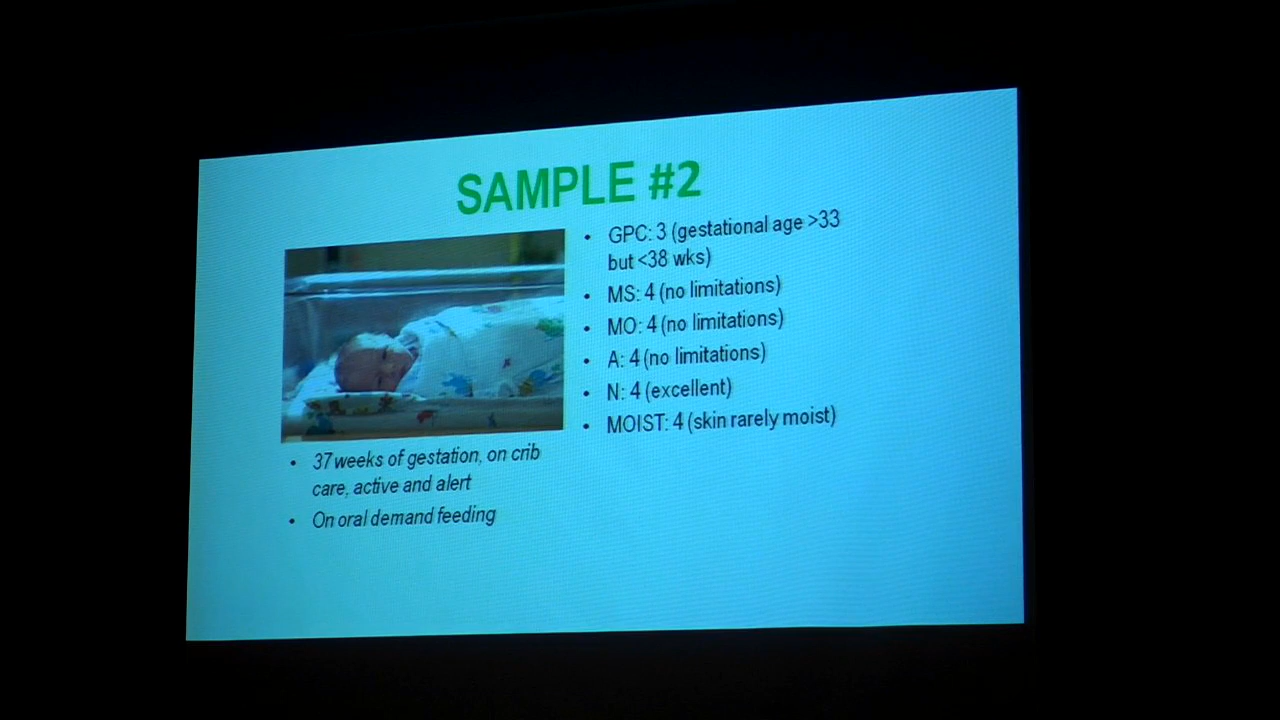 SAMPLE #2
• GPC: 3 (gestational age >33
but <38 wks)
• MS: 4 (no limitations)
• MO: 4 (no limitations)
• A: 4 (no limitations)
• N: 4 (excellent)
• MOIST: 4 (skin rarely moist)
• 37 weeks of gestation, on crib
care, active and alert
• On oral demand feeding